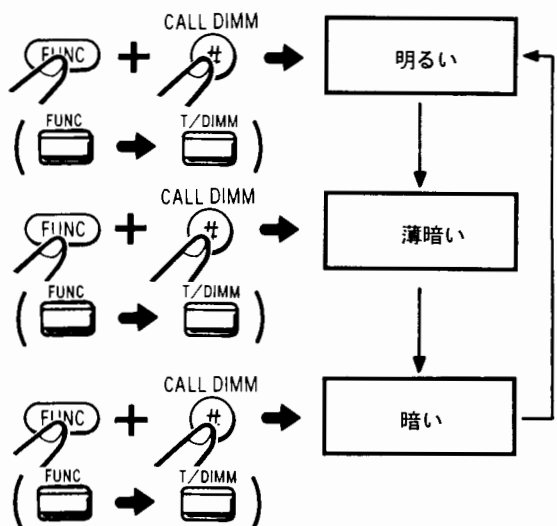 CALL DIMM
FUNC + # 明るい
FUNC T/DIMM
( )
CALL DIMM
FUNC + # 薄暗い
FUNC T/DIMM
( )
CALL DIMM
FUNC + # 暗い
FUNC T/DIMM
( )